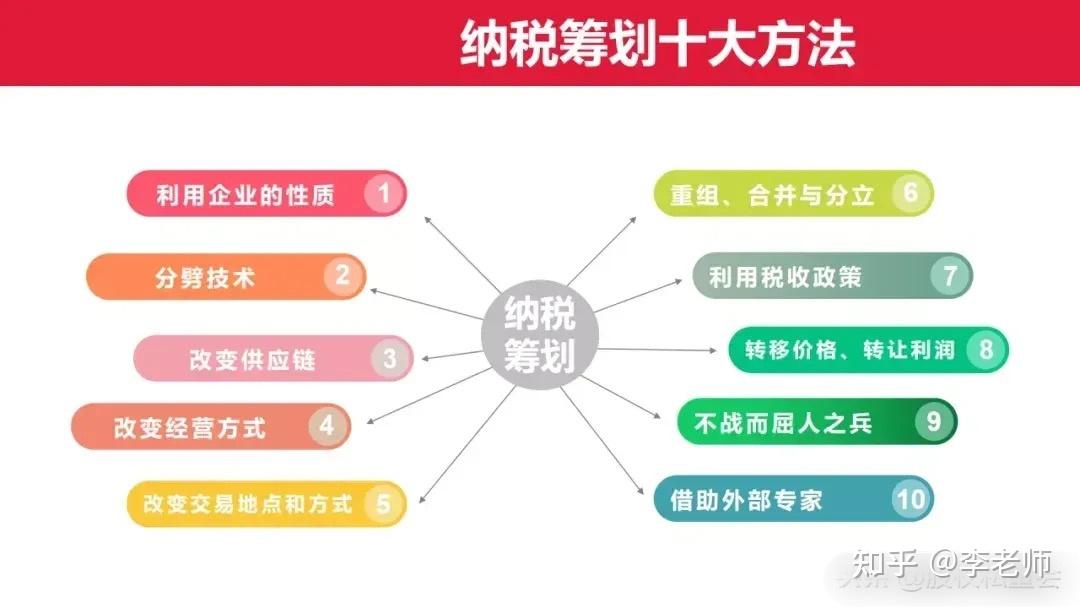 纳税筹划十大方法
利用企业的性质 1
分劈技术 2
改变供应链 3
改变经营方式 4
改变交易地点和方式 5
纳税
筹划
重组、合并与分立 6
利用税收政策 7
转移价格、转让利润 8
不战而屈人之兵 9
借助外部专家 10
知乎 @李老师